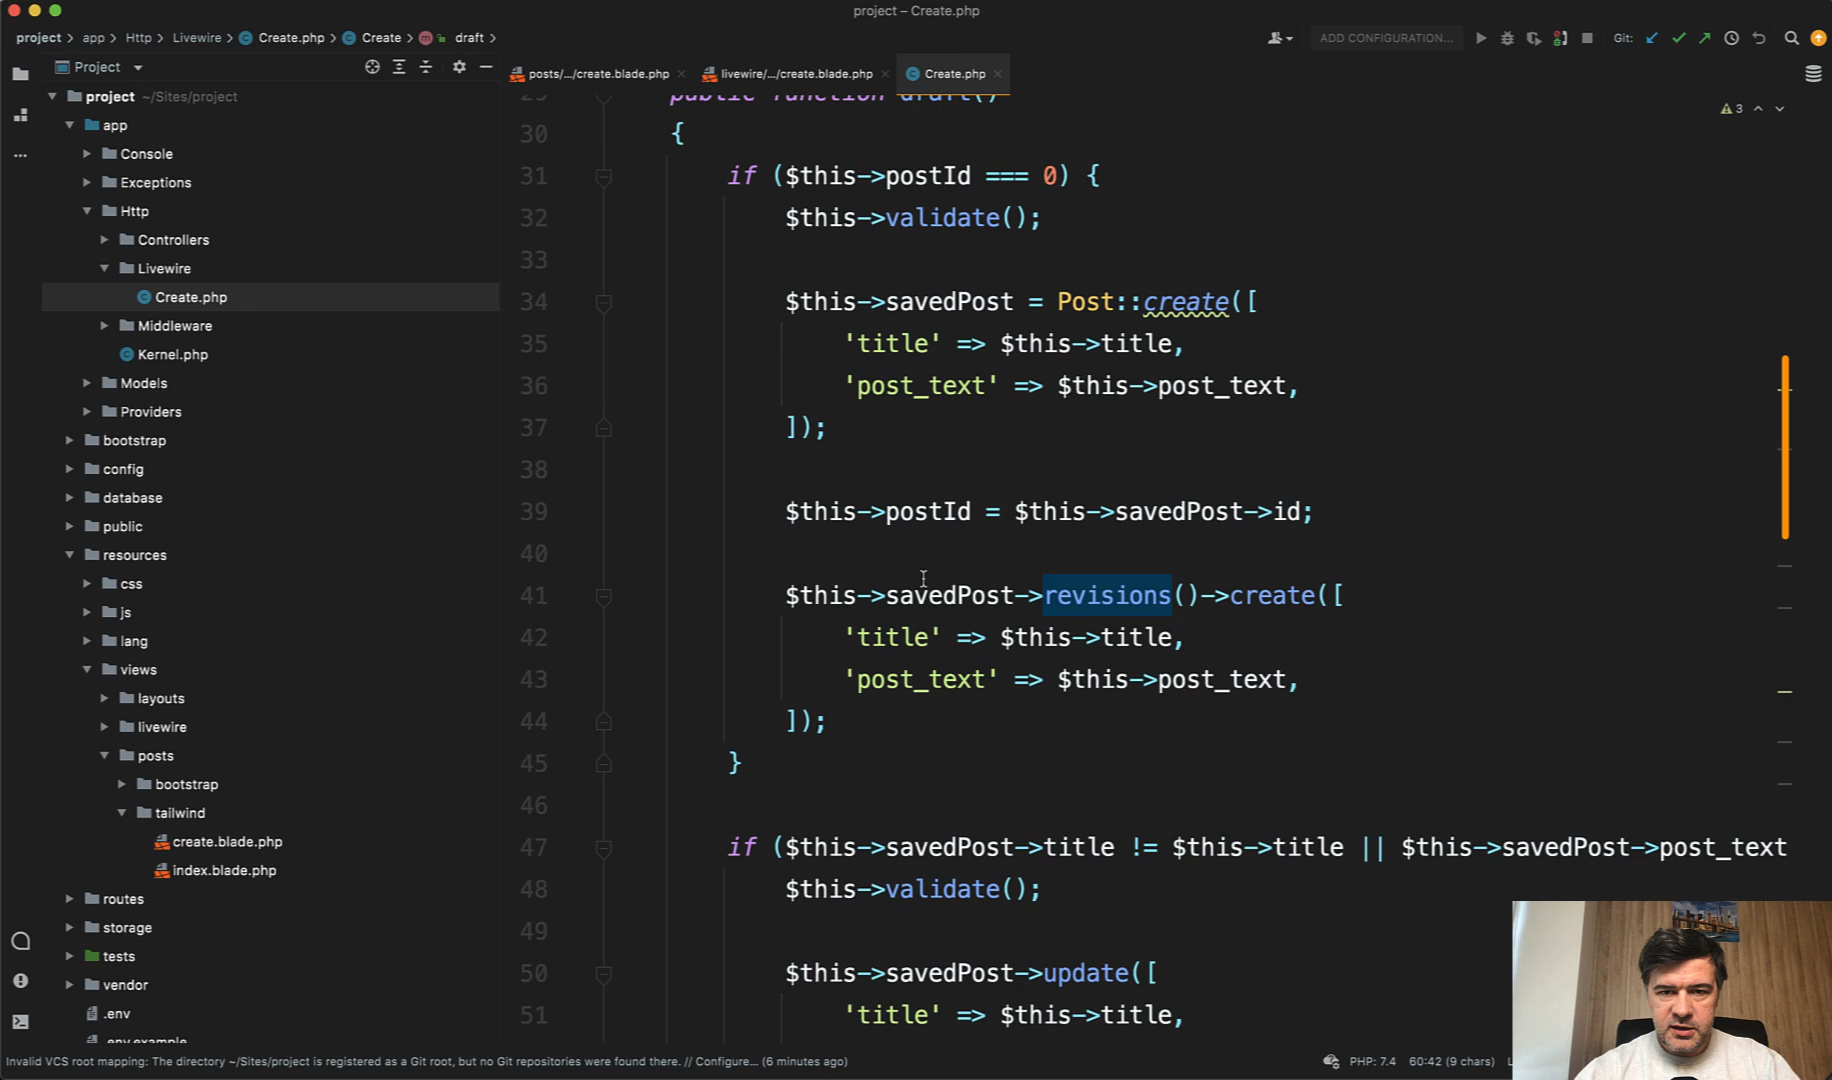 project – Create.php
project > app > Http > Livewire > Create.php > Create > draft >
ADD CONFIGURATION...
Git:
Project
posts/.../create.blade.php
livewire/.../create.blade.php
Create.php
project ~/Sites/project
app
Console
Exceptions
Http
Controllers
Livewire
Create.php
Middleware
Kernel.php
Models
Providers
bootstrap
config
database
public
resources
css
js
lang
views
layouts
livewire
posts
bootstrap
tailwind
create.blade.php
index.blade.php
routes
storage
tests
vendor
.env
.env.example
3
29 public function draft()
30 {
31 if ($this->postId === 0) {
32 $this->validate();
33
34 $this->savedPost = Post::create([
35 'title' => $this->title,
36 'post_text' => $this->post_text,
37 ]);
38
39 $this->postId = $this->savedPost->id;
40
41 $this->savedPost->revisions()->create([
42 'title' => $this->title,
43 'post_text' => $this->post_text,
44 ]);
45 }
46
47 if ($this->savedPost->title != $this->title || $this->savedPost->post_text
48 $this->validate();
49
50 $this->savedPost->update([
51 'title' => $this->title,
Invalid VCS root mapping: The directory ~/Sites/project is registered as a Git root, but no Git repositories were found there. // Configure... (6 minutes ago)
PHP: 7.4
60:42 (9 chars)